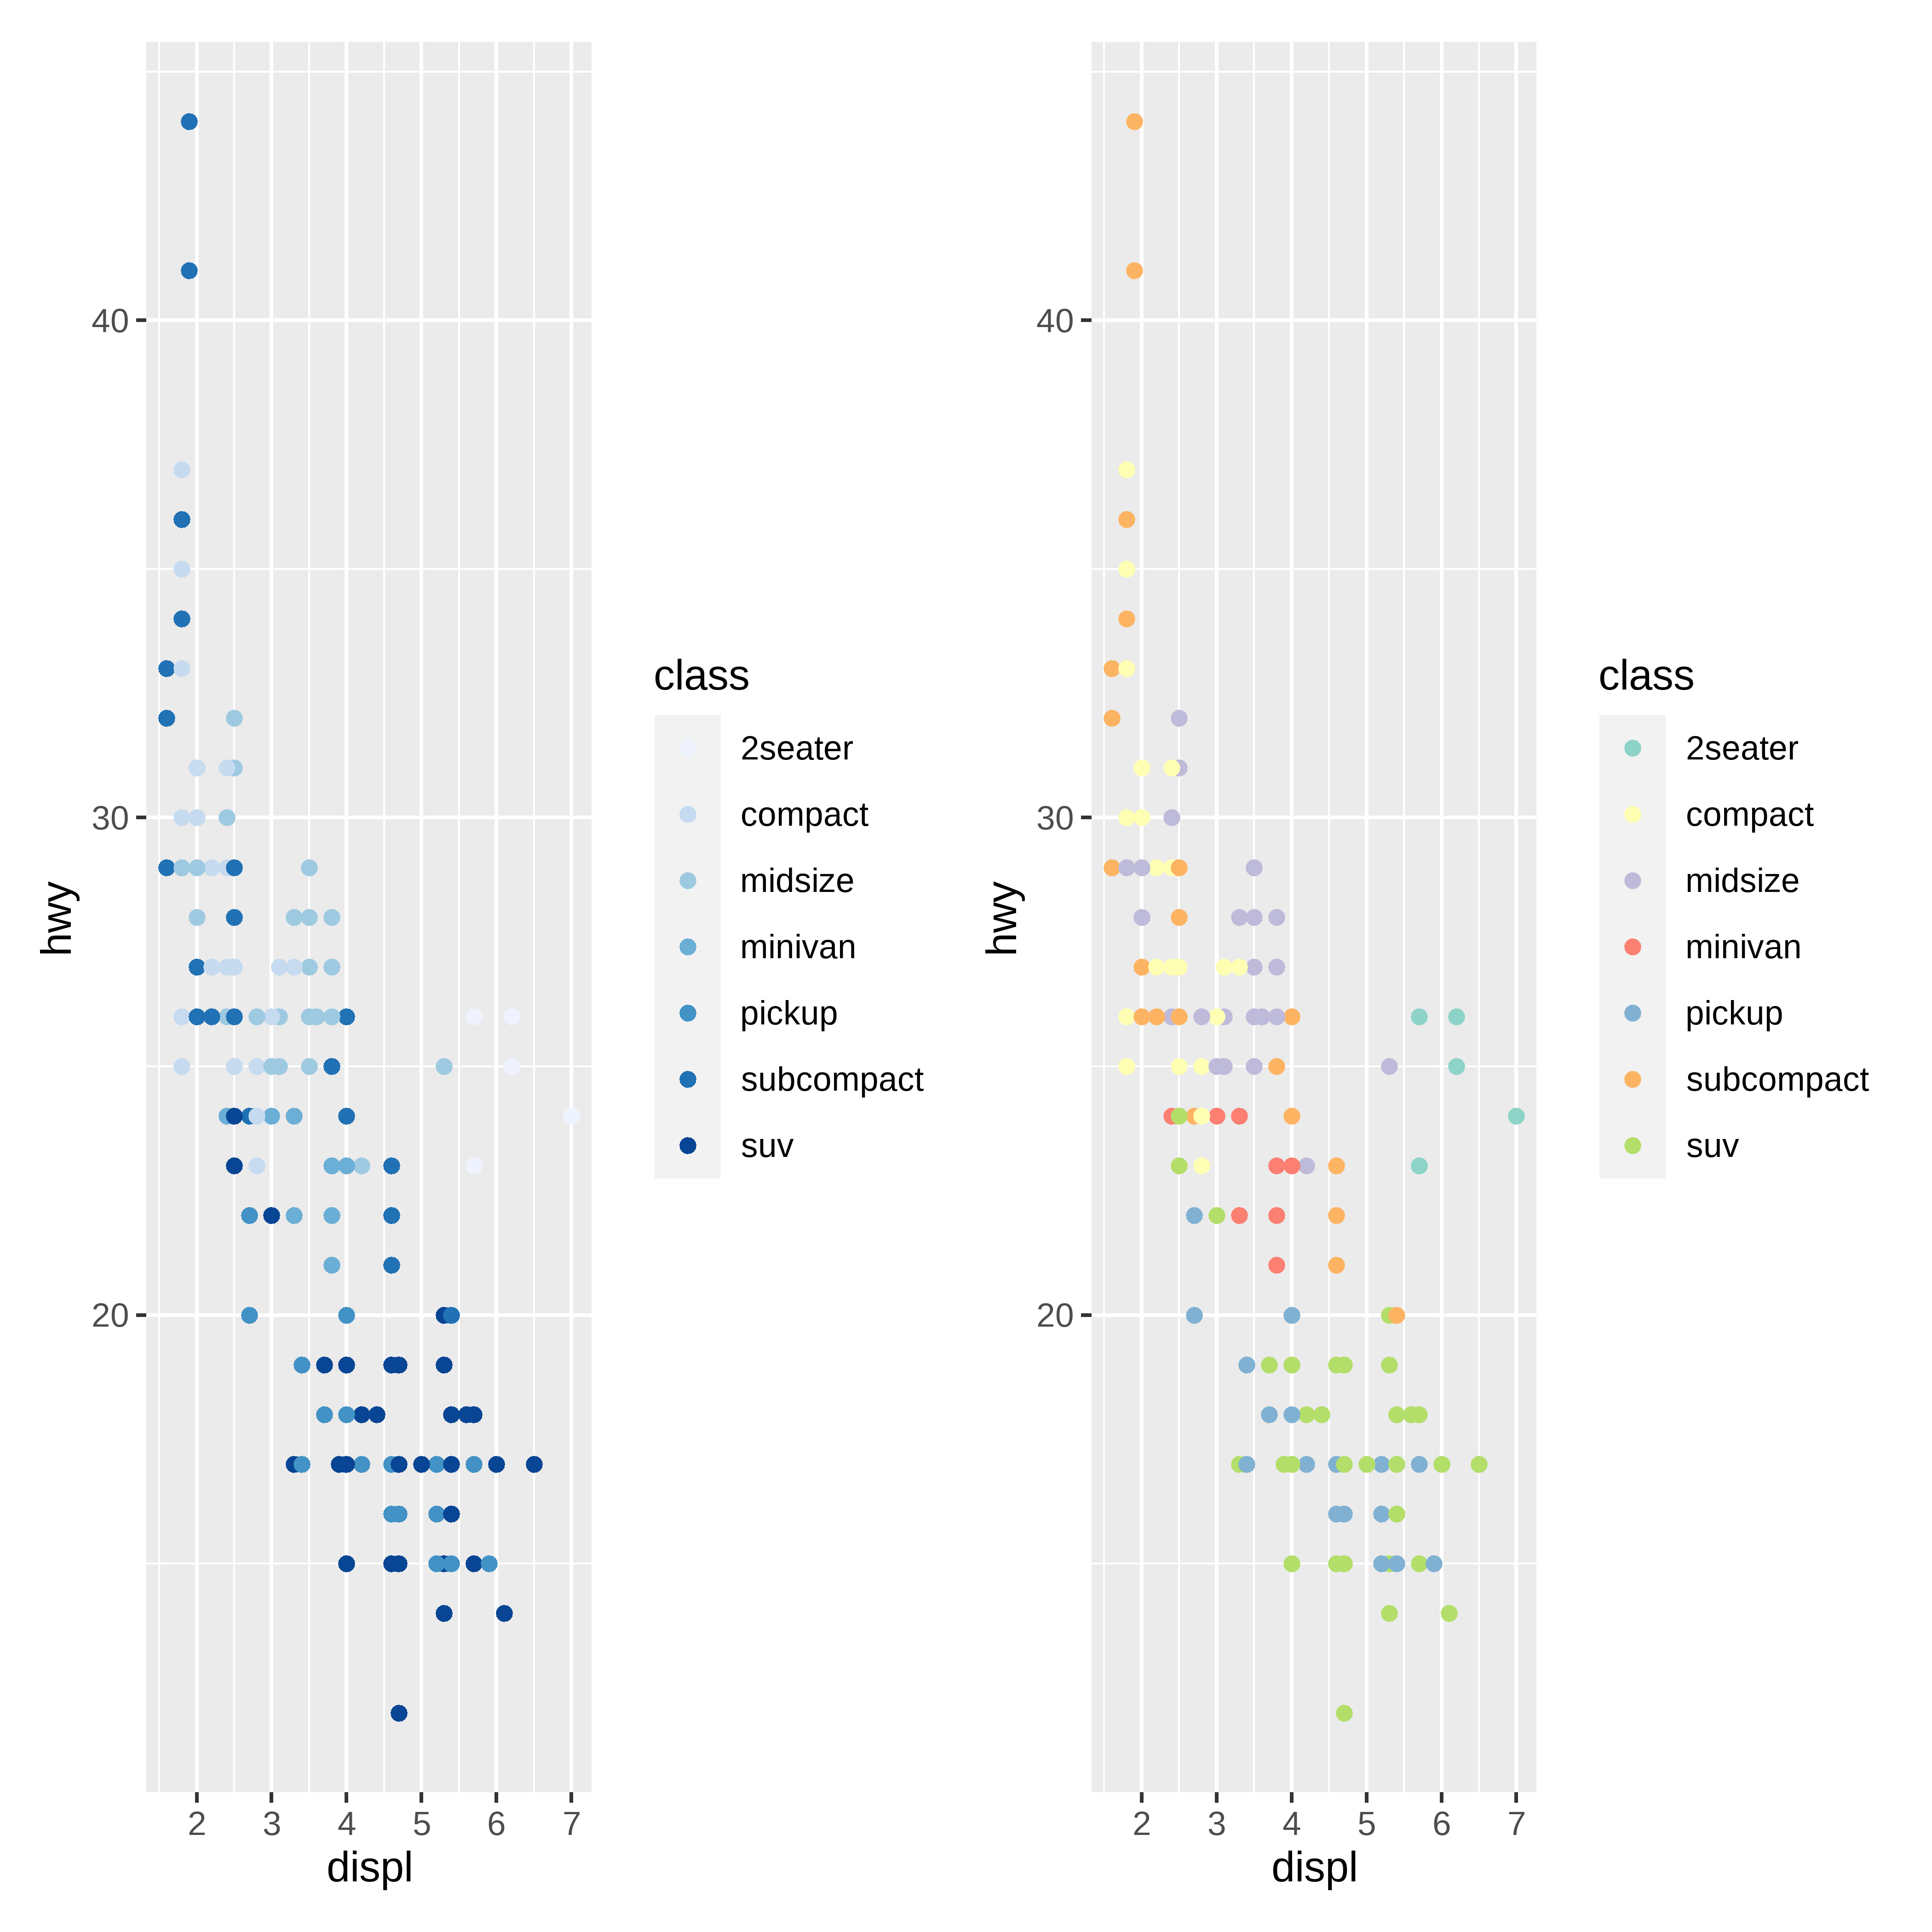 hwy
40
30
20
2 3 4 5 6 7
displ
class
2seater
compact
midsize
minivan
pickup
subcompact
suv
hwy
40
30
20
2 3 4 5 6 7
displ
class
2seater
compact
midsize
minivan
pickup
subcompact
suv